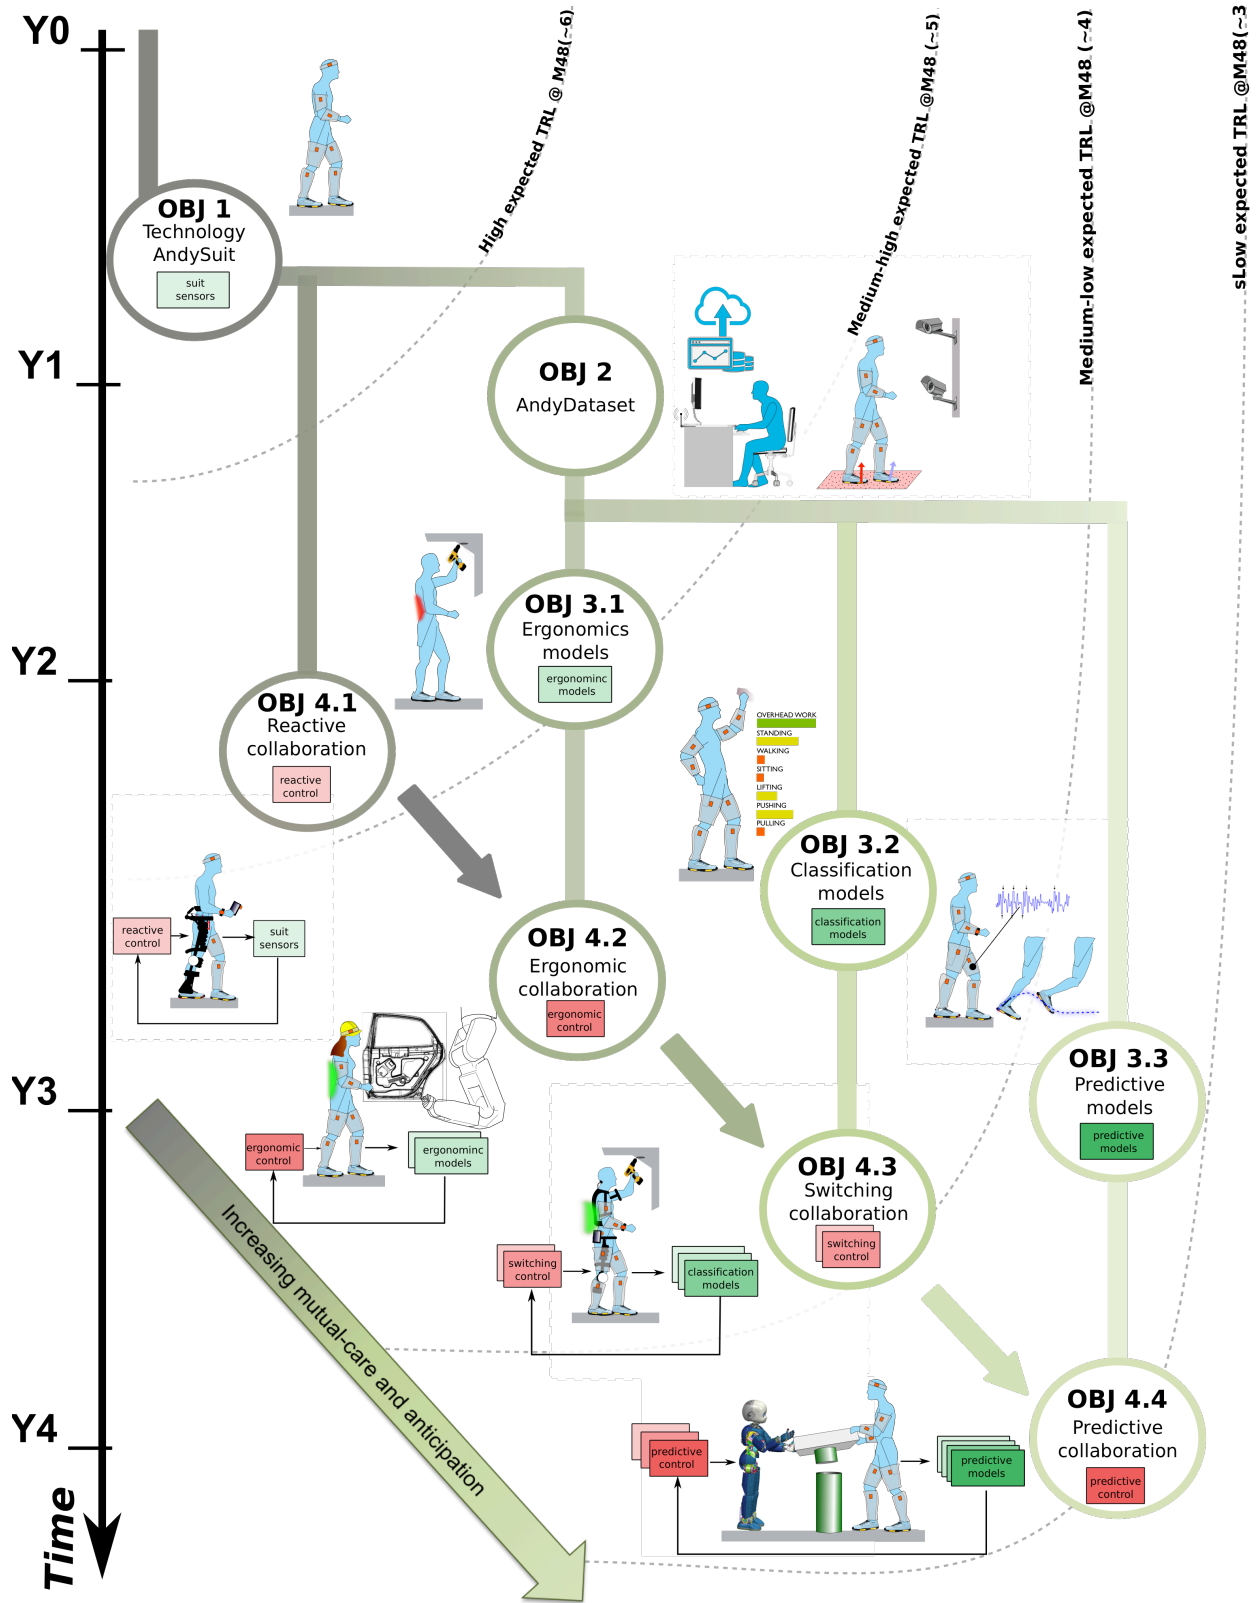 Y0
High expected TRL @ M48(~6)
Medium-high expected TRL @M48 (~5)
Medium-low expected TRL @M48 (~4)
sLow expected TRL @M48(~3
OBJ 1
Technology
AndySuit
suit
sensors
Y1
OBJ 2
AndyDataset
OBJ 3.1
Ergonomics
models
ergonominc
models
Y2
OBJ 4.1
Reactive
collaboration
reactive
control
OVERHEAD WORK
STANDING
WALKING
SITTING
LIFTING
PUSHING
PULLING
OBJ 3.2
Classification
models
classification
models
reactive
control
suit
sensors
OBJ 4.2
Ergonomic
collaboration
ergonomic
control
Y3
OBJ 3.3
Predictive
models
predictive
models
ergonomic
control
ergonominc
models
OBJ 4.3
Switching
collaboration
switching
control
switching
control
classification
models
Increasing mutual-care and anticipation
Y4
OBJ 4.4
Predictive
collaboration
predictive
control
predictive
control
predictive
models
Time